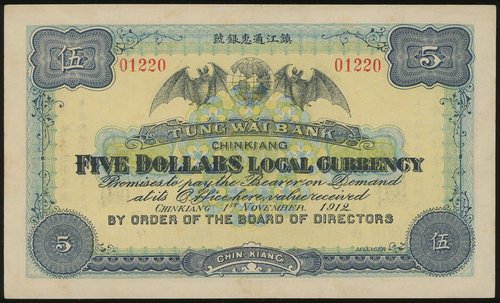 鎮江通惠銀號
伍 5
01220 01220
TUNG WAI BANK
CHINKIANG
FIVE DOLLARS LOCAL CURRENCY
Promises to pay the Bearer on Demand
at its Office here value received
CHINKIANG 1ST NOVEMBER 1912
BY ORDER OF THE BOARD OF DIRECTORS
MANAGER
5 CHIN KIANG 伍